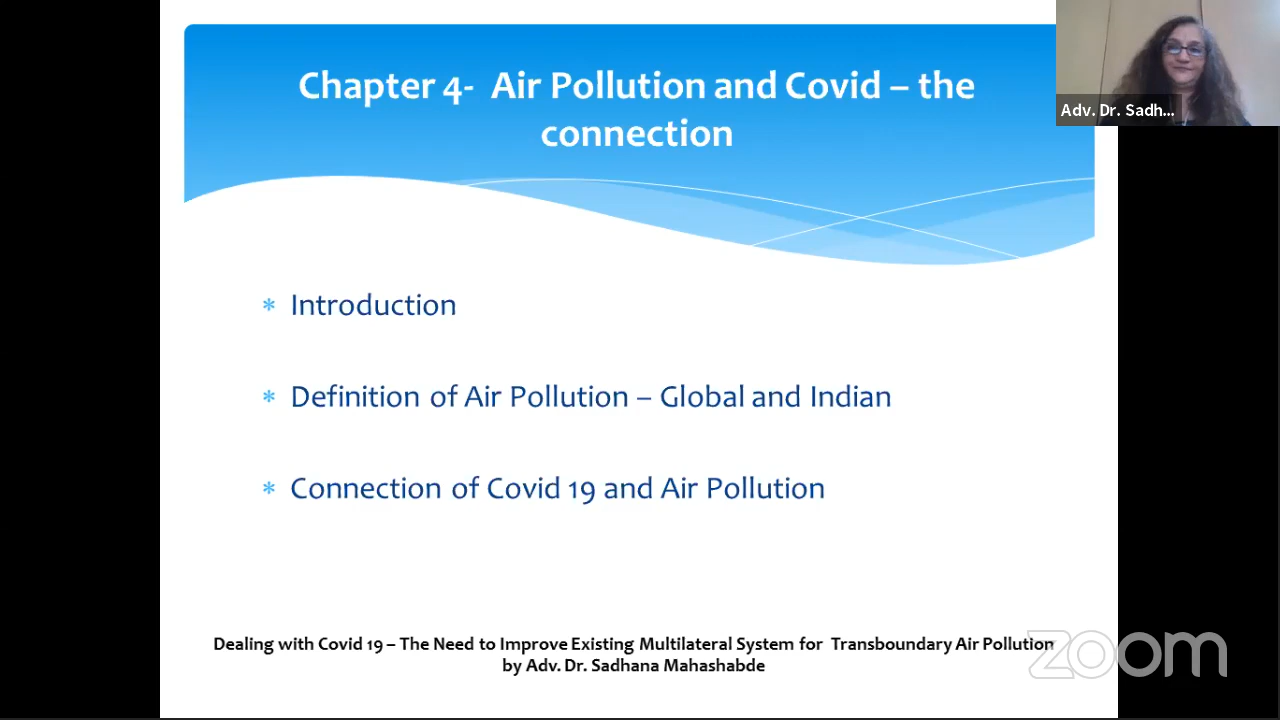 Chapter 4- Air Pollution and Covid – the
connection
Adv. Dr. Sadh...
* Introduction
* Definition of Air Pollution – Global and Indian
* Connection of Covid 19 and Air Pollution
Dealing with Covid 19 – The Need to Improve Existing Multilateral System for Transboundary Air Pollution
by Adv. Dr. Sadhana Mahashabde
zoom